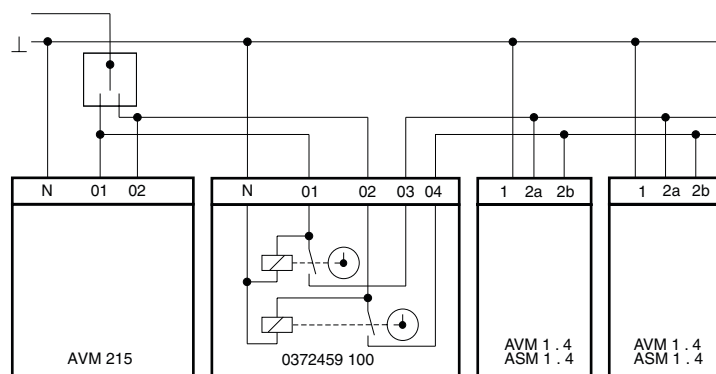 N 01 02
N 01 02 03 04
1 2a 2b
1 2a 2b
AVM 215
0372459 100
AVM 1 . 4
ASM 1 . 4
AVM 1 . 4
ASM 1 . 4